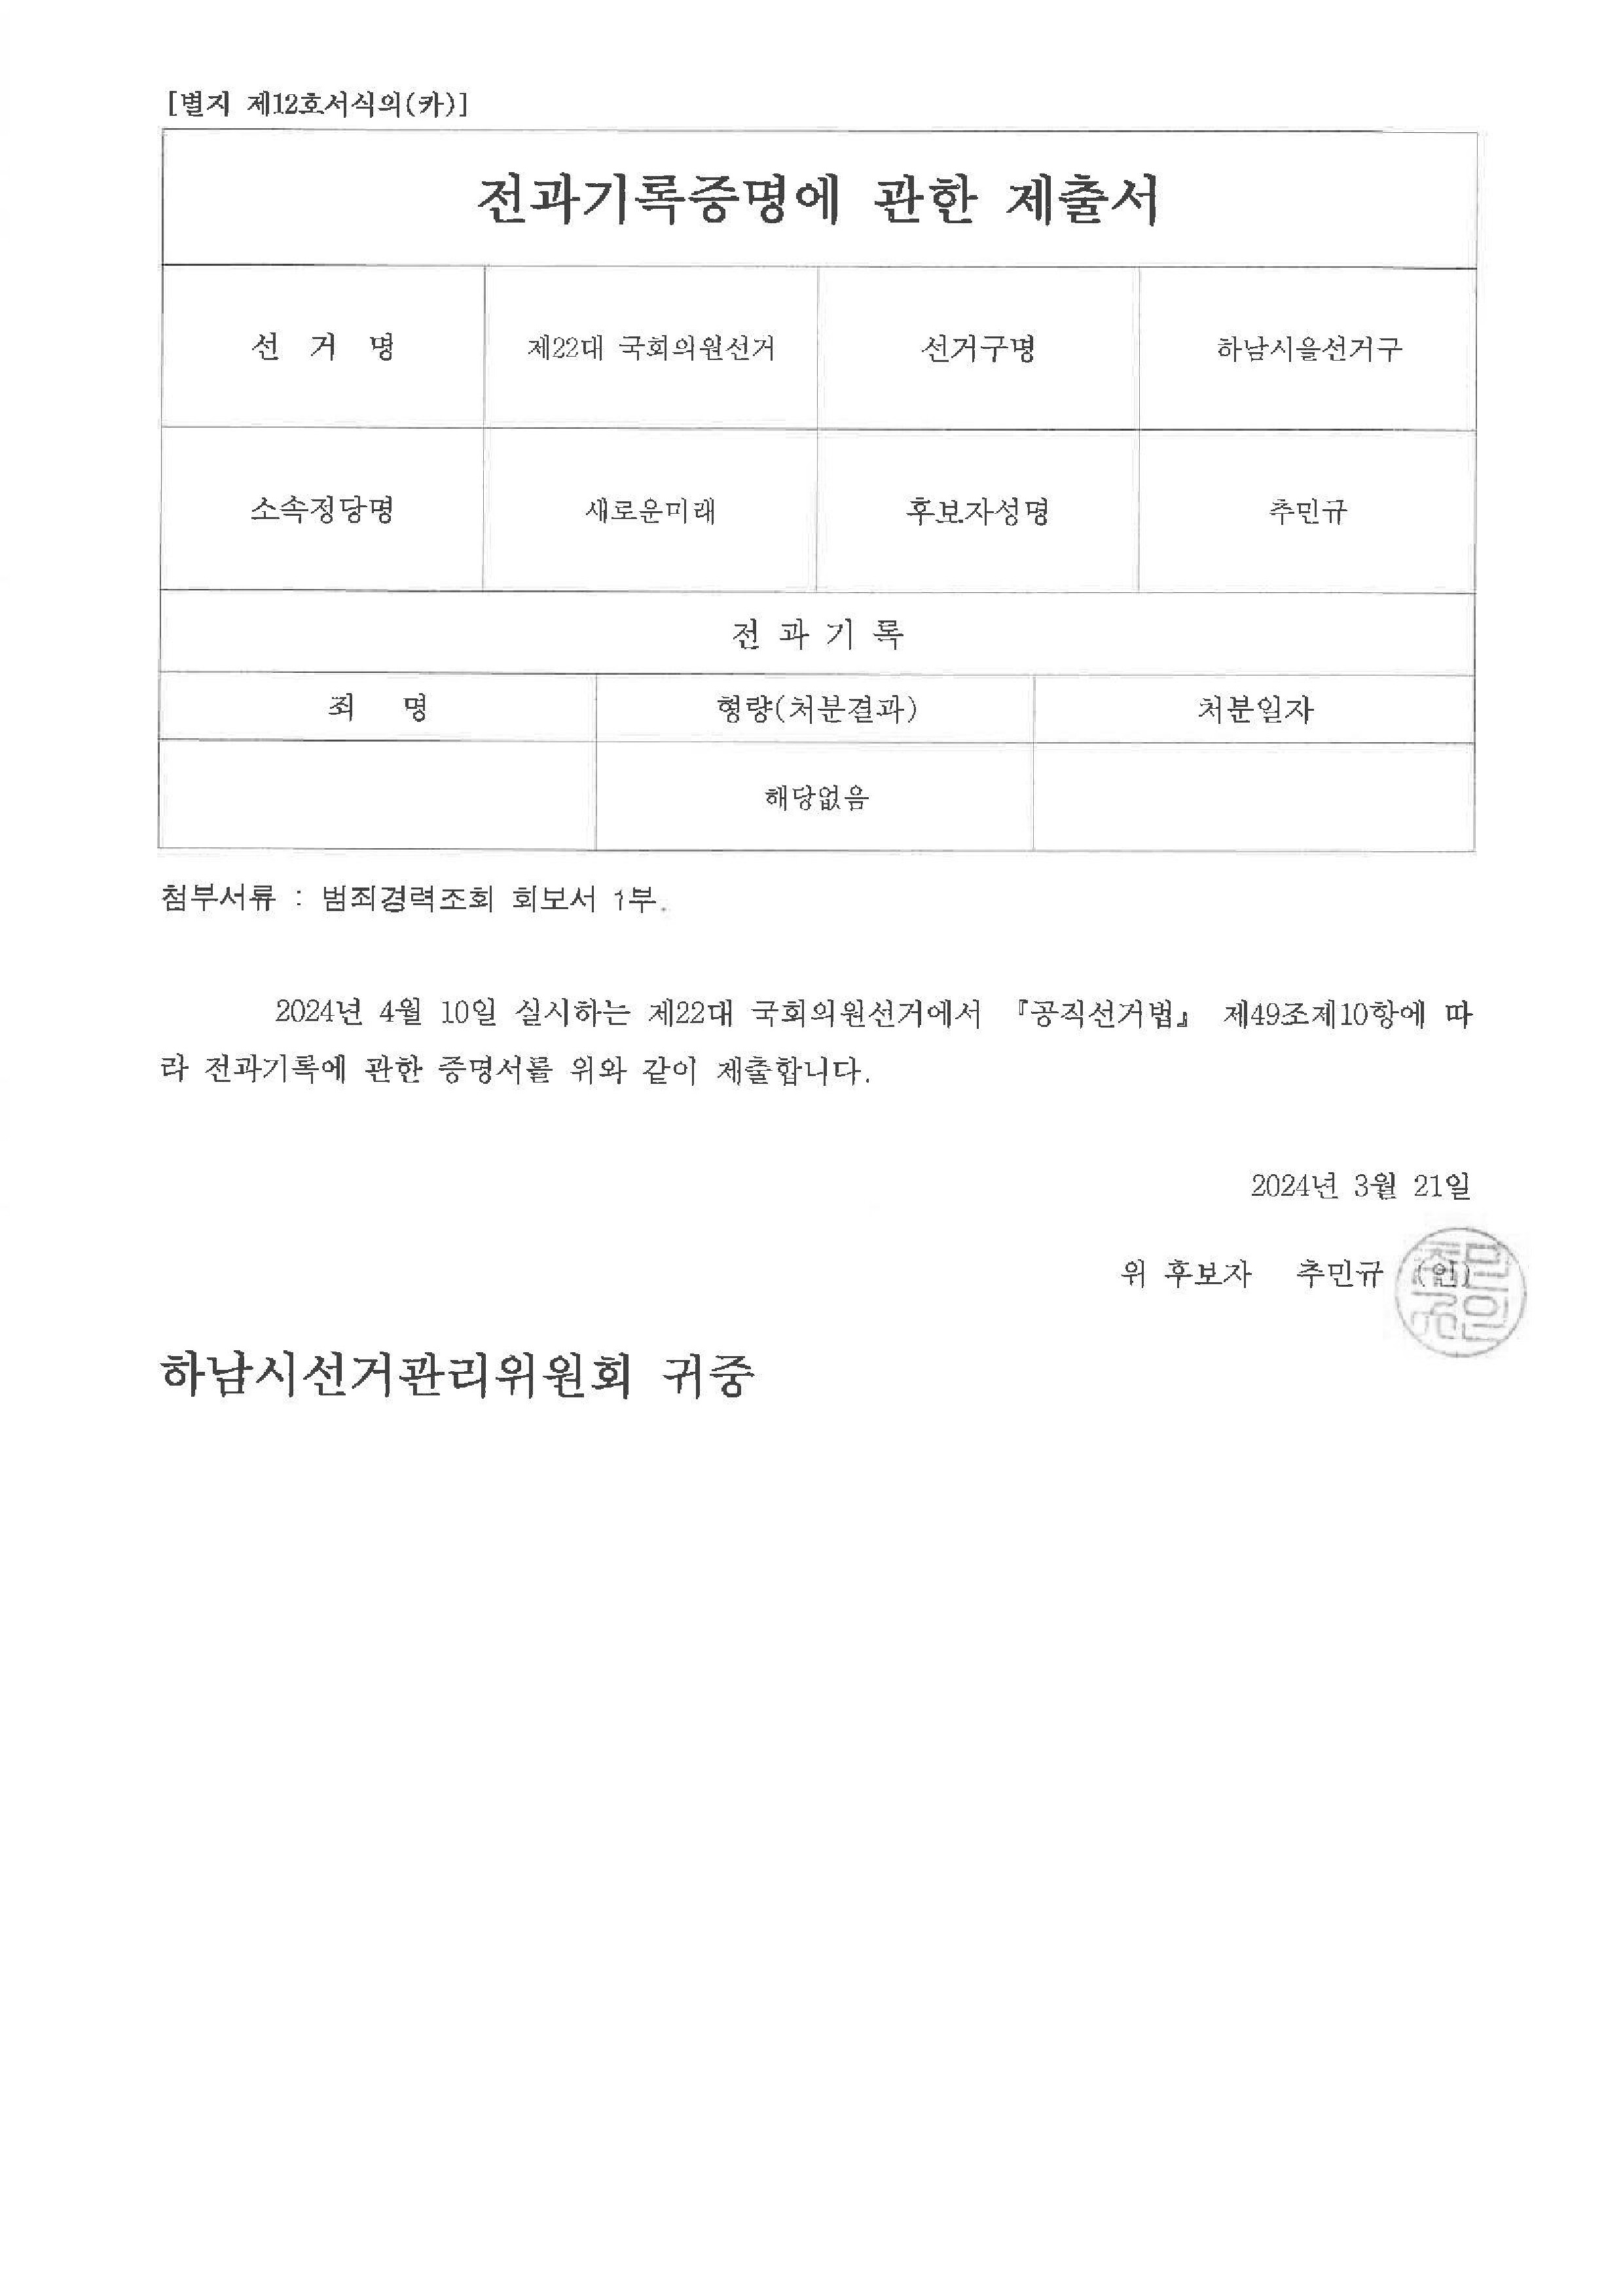 [별지 제12호서식의(카)]
전과기록증명에 관한 제출서
선 거 명 제22대 국회의원선거 선거구명 하남시을선거구
소속정당명 새로운미래 후보자성명 추민규
전 과 기 록
죄 명 형량(처분결과) 처분일자
해당없음
첨부서류 : 범죄경력조회 회보서 1부.
2024년 4월 10일 실시하는 제22대 국회의원선거에서 『공직선거법』 제49조제10항에 따
라 전과기록에 관한 증명서를 위와 같이 제출합니다.
2024년 3월 21일
위 후보자 추민규 (인)
하남시선거관리위원회 귀중